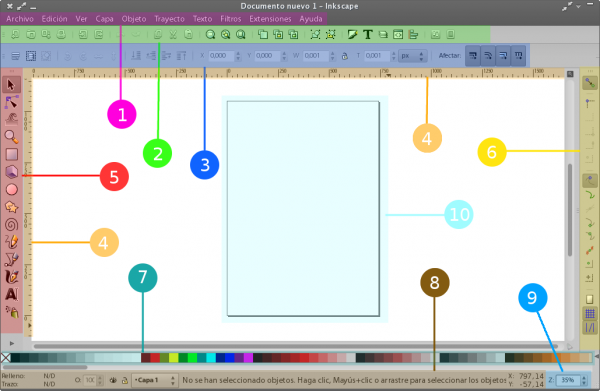 Documento nuevo 1 - Inkscape
Archivo Edición Ver Capa Objeto Trayecto Texto Filtros Extensiones Ayuda
X 0,000 Y 0,000 W 0,001 T 0,001 px Afectar:
1
2
3
4
6
5
10
4
7
8
9
Relleno: N/D O: 100 Capa 1 No se han seleccionado objetos. Haga clic, Mayús+clic o arrastre para seleccionar los objetos X: 797,14 Z: 35%
Trazo: N/D Y: -57,14